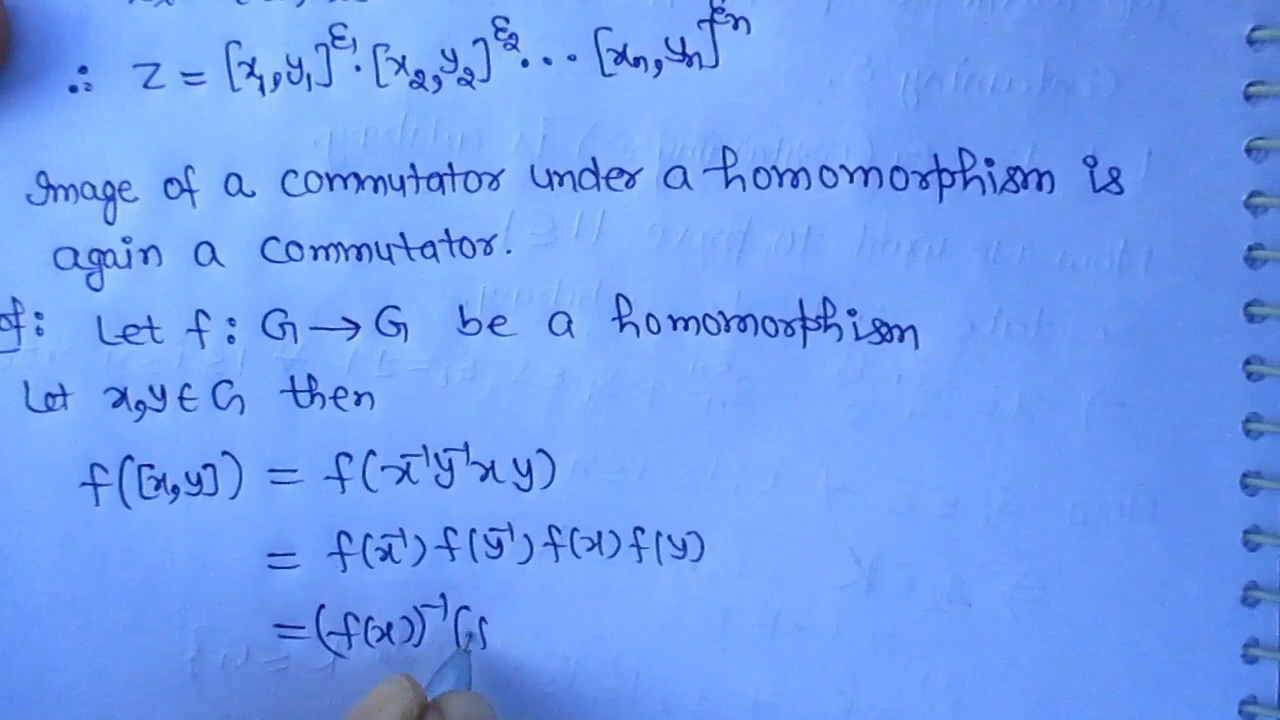 ∴ z = [x₁,y₁]^ε₁ · [x₂,y₂]^ε₂ ... [xₙ,yₙ]^εₙ
Image of a commutator under a homomorphism is
again a commutator.
of: Let f: G → G be a homomorphism
Let x,y ∈ G then
f([x,y]) = f(x⁻¹y⁻¹xy)
= f(x⁻¹) f(y⁻¹) f(x) f(y)
= (f(x))⁻¹ (f